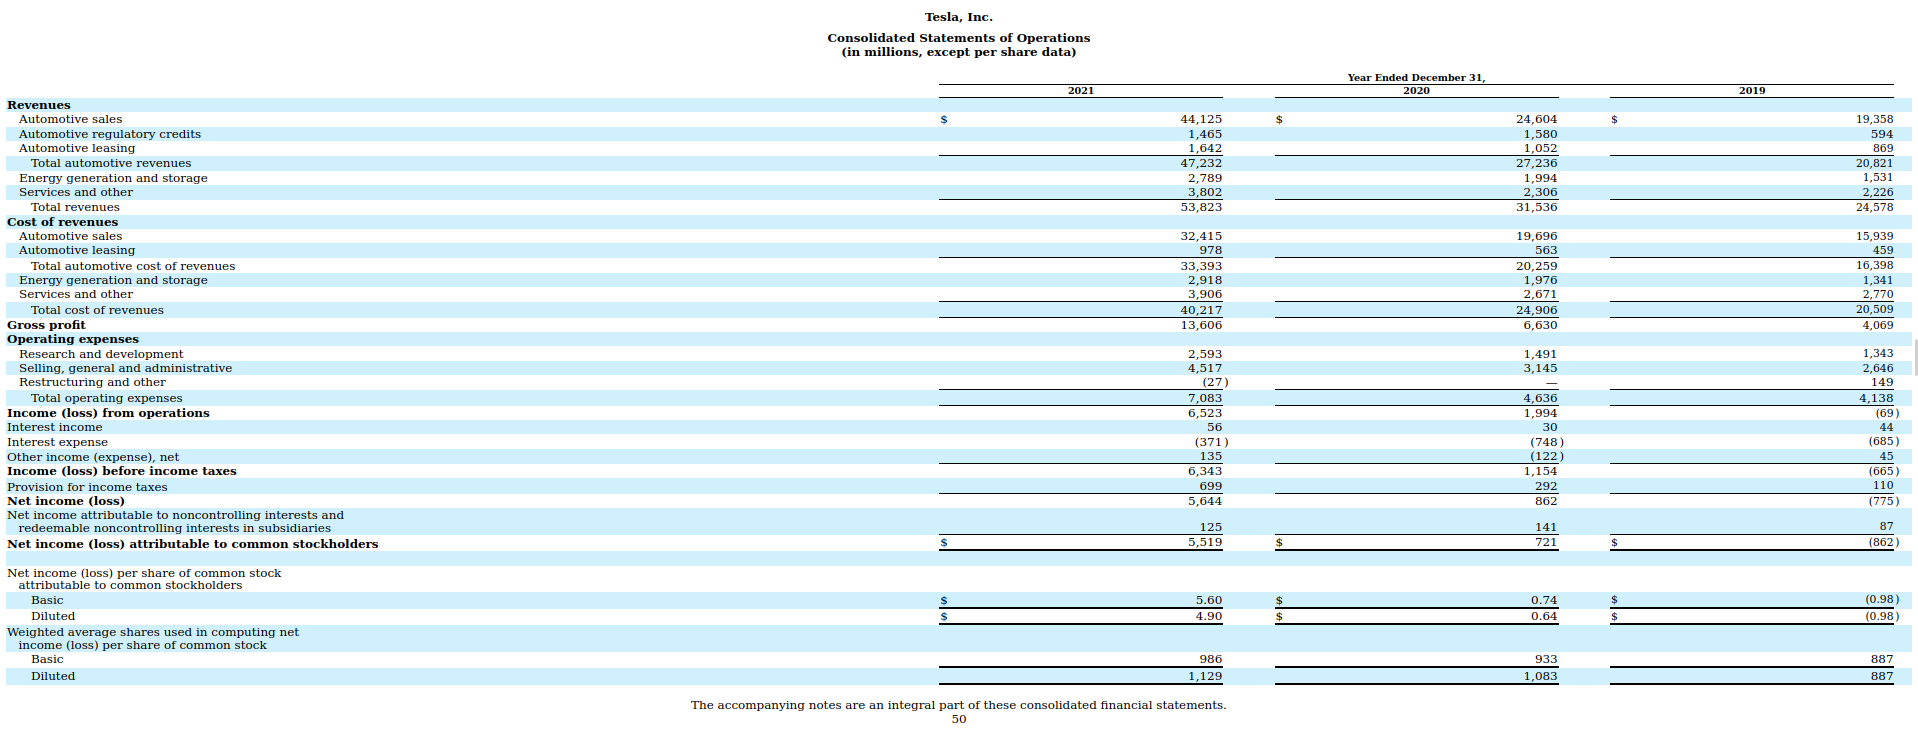 Tesla, Inc.
Consolidated Statements of Operations
(in millions, except per share data)
Year Ended December 31,
2021 2020 2019
Revenues
Automotive sales $ 44,125 $ 24,604 $ 19,358
Automotive regulatory credits 1,465 1,580 594
Automotive leasing 1,642 1,052 869
Total automotive revenues 47,232 27,236 20,821
Energy generation and storage 2,789 1,994 1,531
Services and other 3,802 2,306 2,226
Total revenues 53,823 31,536 24,578
Cost of revenues
Automotive sales 32,415 19,696 15,939
Automotive leasing 978 563 459
Total automotive cost of revenues 33,393 20,259 16,398
Energy generation and storage 2,918 1,976 1,341
Services and other 3,906 2,671 2,770
Total cost of revenues 40,217 24,906 20,509
Gross profit 13,606 6,630 4,069
Operating expenses
Research and development 2,593 1,491 1,343
Selling, general and administrative 4,517 3,145 2,646
Restructuring and other (27) — 149
Total operating expenses 7,083 4,636 4,138
Income (loss) from operations 6,523 1,994 (69)
Interest income 56 30 44
Interest expense (371) (748) (685)
Other income (expense), net 135 (122) 45
Income (loss) before income taxes 6,343 1,154 (665)
Provision for income taxes 699 292 110
Net income (loss) 5,644 862 (775)
Net income attributable to noncontrolling interests and
redeemable noncontrolling interests in subsidiaries 125 141 87
Net income (loss) attributable to common stockholders $ 5,519 $ 721 $ (862)
Net income (loss) per share of common stock
attributable to common stockholders
Basic $ 5.60 $ 0.74 $ (0.98)
Diluted $ 4.90 $ 0.64 $ (0.98)
Weighted average shares used in computing net
income (loss) per share of common stock
Basic 986 933 887
Diluted 1,129 1,083 887
The accompanying notes are an integral part of these consolidated financial statements.
50